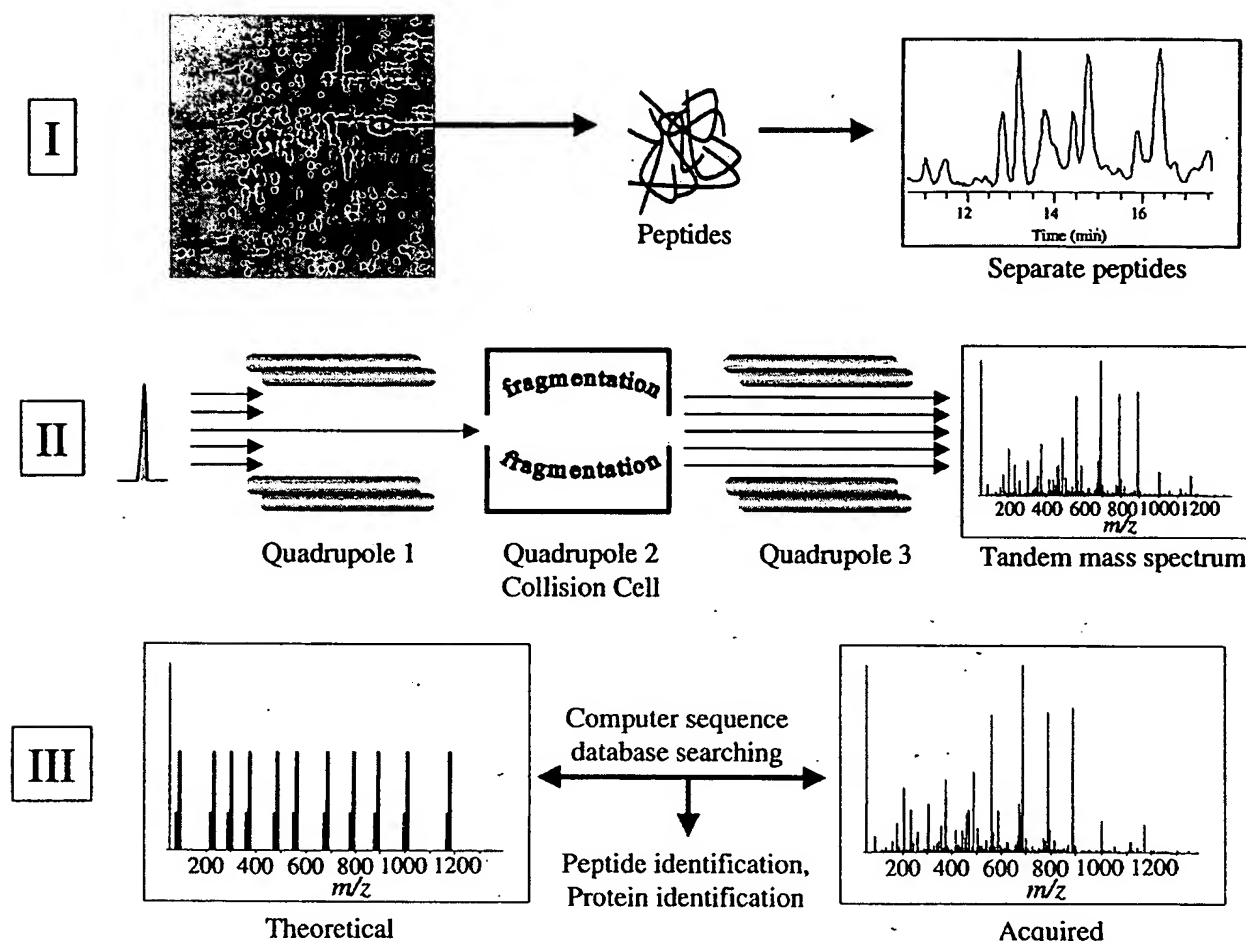 I
Peptides
12 14 16
Time (min)
Separate peptides
II
fragmentation
fragmentation
Quadrupole 1
Quadrupole 2
Collision Cell
Quadrupole 3
200 400 600 800 1000 1200
m/z
Tandem mass spectrum
III
200 400 600 800 1000 1200
m/z
Theoretical
Computer sequence
database searching
Peptide identification,
Protein identification
200 400 600 800 1000 1200
m/z
Acquired